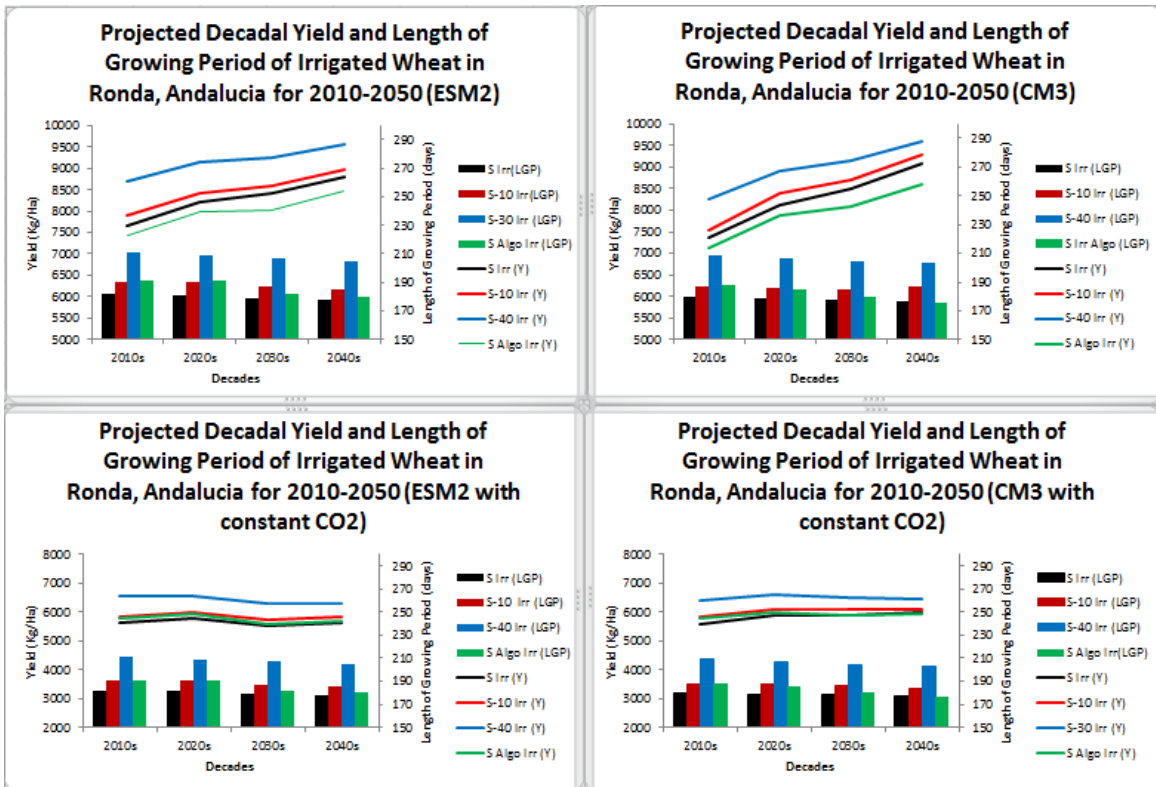 Projected Decadal Yield and Length of
Growing Period of Irrigated Wheat in
Ronda, Andalucia for 2010-2050 (ESM2)
10000
9500
9000
8500
8000
7500
7000
6500
6000
5500
5000
Yield (Kg/Ha)
290
270
250
230
210
190
170
150
Length of Growing Period (days)
2010s 2020s 2030s 2040s
Decades
S Irr(LGP)
S-10 Irr(LGP)
S-30 Irr (LGP)
S Algo Irr (LGP)
S Irr (Y)
S-10 Irr (Y)
S-40 Irr (Y)
S Algo Irr (Y)
Projected Decadal Yield and Length of
Growing Period of Irrigated Wheat in
Ronda, Andalucia for 2010-2050 (CM3)
10000
9500
9000
8500
8000
7500
7000
6500
6000
5500
5000
Yield (Kg/Ha)
290
270
250
230
210
190
170
150
Length of Growing Period (days)
2010s 2020s 2030s 2040s
Decades
S Irr (LGP)
S-10 Irr (LGP)
S-40 Irr (LGP)
S Irr Algo (LGP)
S Irr (Y)
S-10 Irr (Y)
S-40 Irr (Y)
S Algo Irr (Y)
Projected Decadal Yield and Length of
Growing Period of Irrigated Wheat in
Ronda, Andalucia for 2010-2050 (ESM2 with
constant CO2)
8000
7000
6000
5000
4000
3000
2000
Yield (Kg/Ha)
290
270
250
230
210
190
170
150
Length of Growing Period (days)
2010s 2020s 2030s 2040s
Decades
S Irr (LGP)
S-10 Irr (LGP)
S-40 Irr (LGP)
S Algo Irr (LGP)
S Irr (Y)
S-10 Irr (Y)
S-40 Irr (Y)
S Algo Irr (Y)
Projected Decadal Yield and Length of
Growing Period of Irrigated Wheat in
Ronda, Andalucia for 2010-2050 (CM3 with
constant CO2)
8000
7000
6000
5000
4000
3000
2000
Yield (Kg/Ha)
290
270
250
230
210
190
170
150
Length of Growing Period (days)
2010s 2020s 2030s 2040s
Decades
S Irr (LGP)
S-10 Irr (LGP)
S-40 Irr (LGP)
S Algo Irr(LGP)
S Irr (Y)
S-10 Irr (Y)
S-30 Irr (Y)
S Algo Irr (Y)